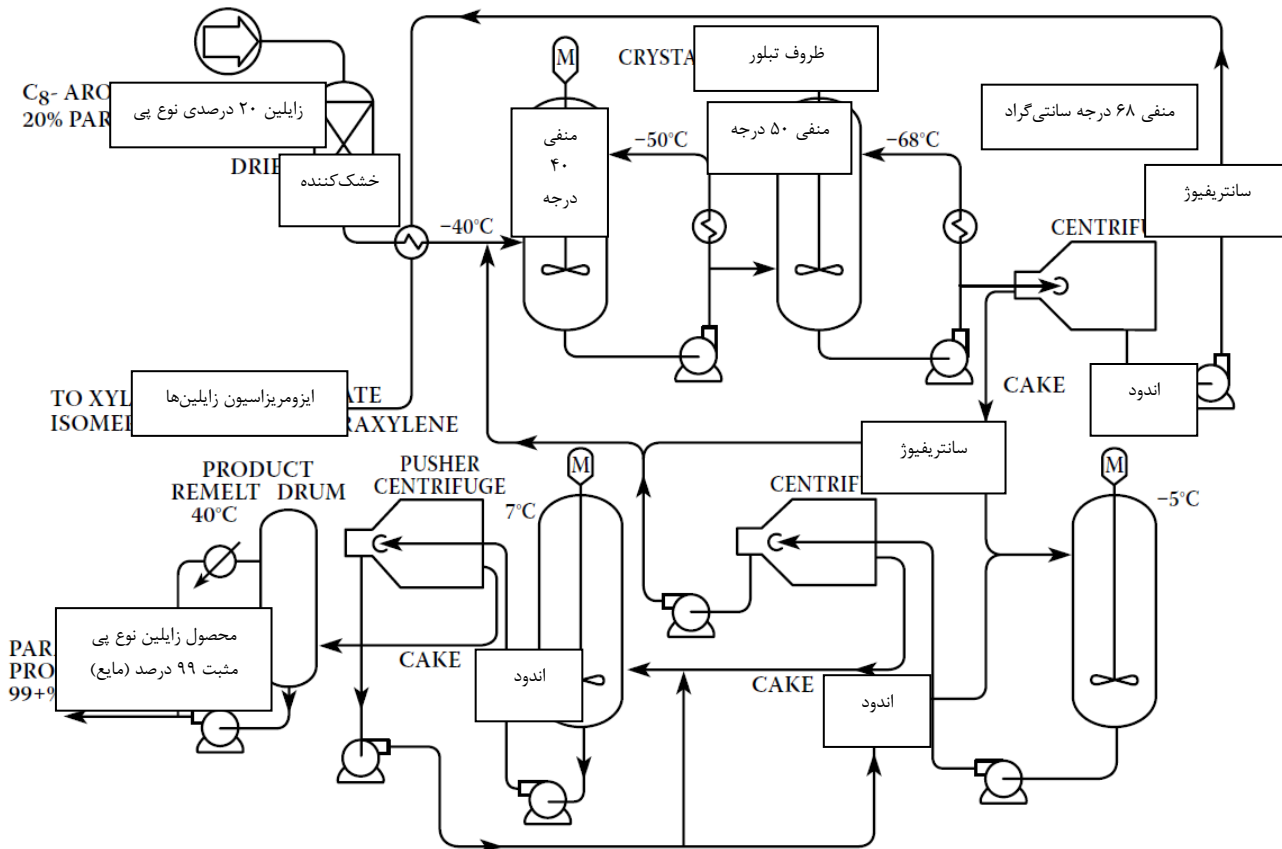 M
CRYSTA
ظروف تبلور
C8- ARO
20% PAR
زایلین ۲۰ درصدی نوع پی
منفی ۶۸ درجه سانتی‌گراد
منفی
۴۰
درجه
−50°C
منفی ۵۰ درجه
−68°C
DRIE
خشک‌کننده
سانتریفیوژ
−40°C
CENTRIFU
TO XYL
ISOMER
ایزومریزاسیون زایلین‌ها
ATE
RAXYLENE
CAKE
اندود
سانتریفیوژ
PRODUCT
REMELT DRUM
40°C
PUSHER
CENTRIFUGE
7°C
M
CENTRIF
M
−5°C
PAR
PRO
99+%
محصول زایلین نوع پی
مثبت ۹۹ درصد (مایع)
CAKE
اندود
CAKE
اندود